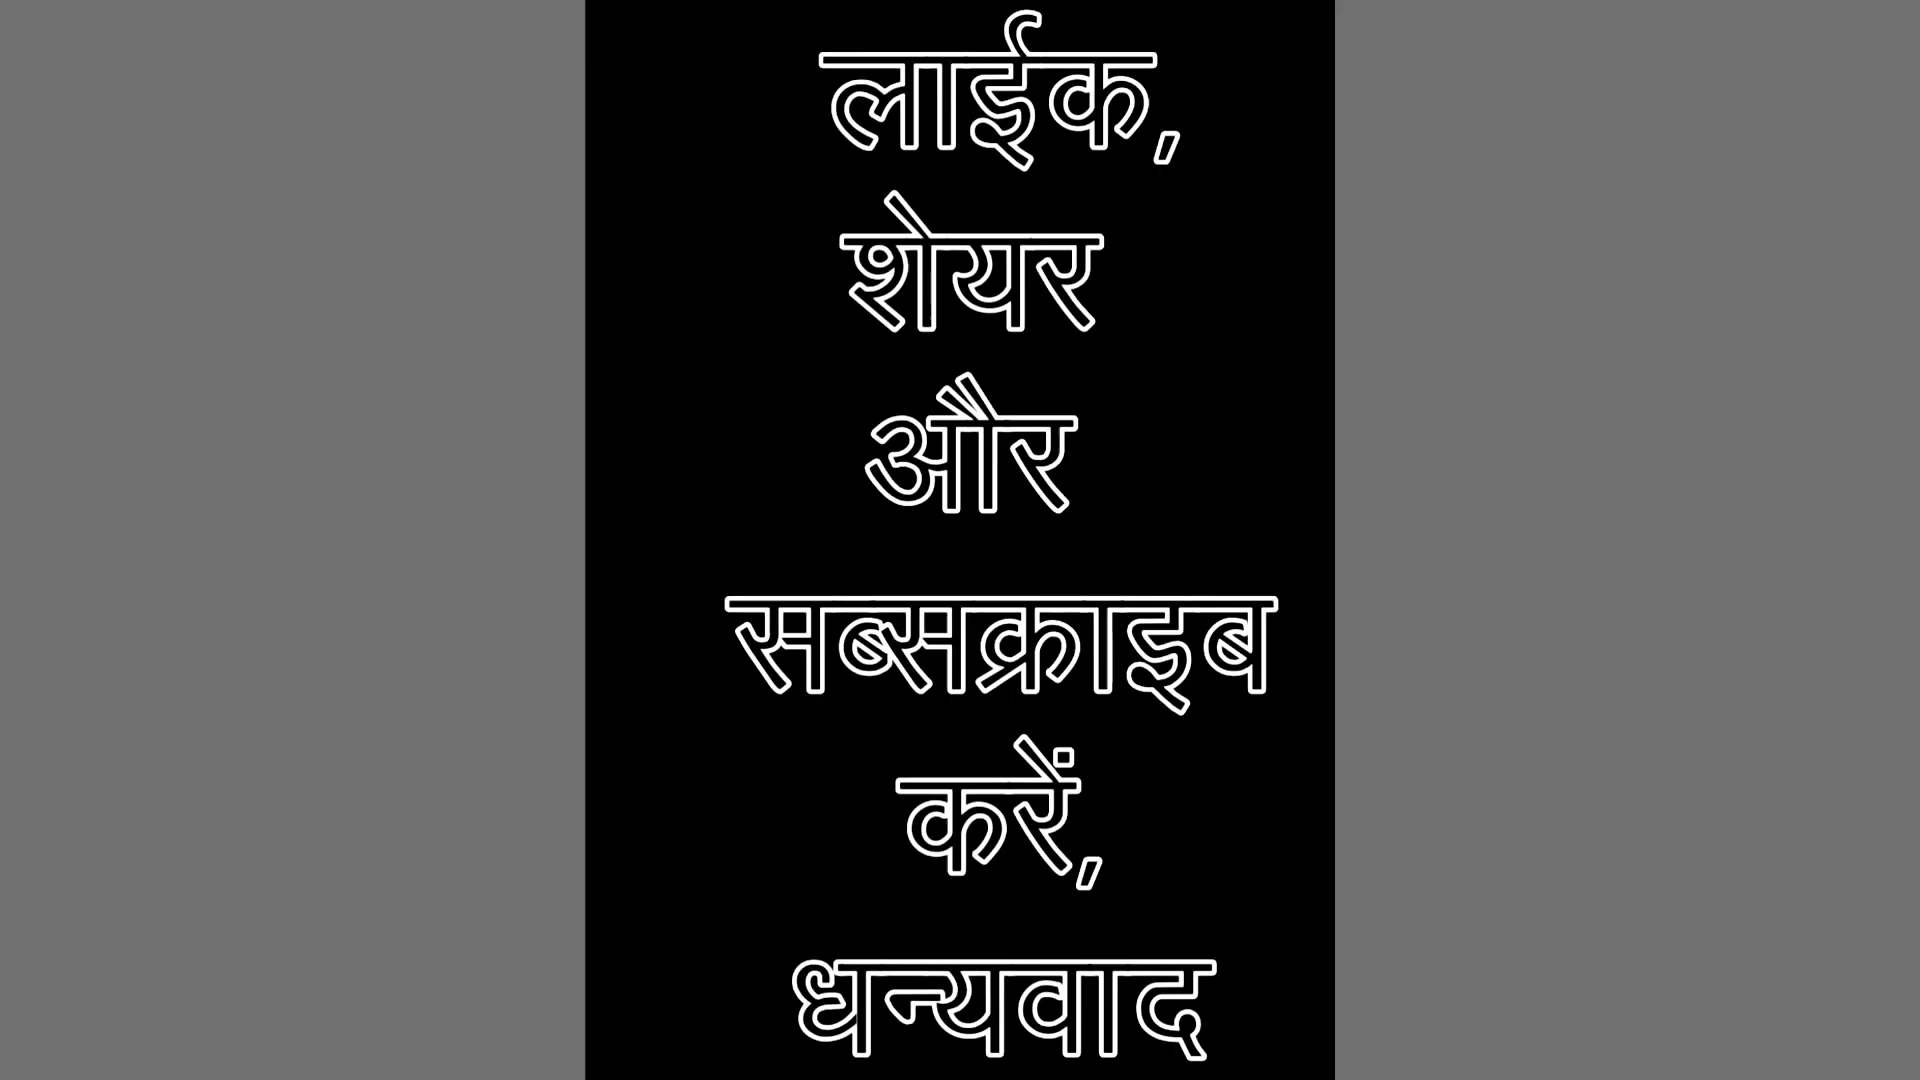 लाईक,
शेयर
और
सब्सक्राइब
करें,
धन्यवाद